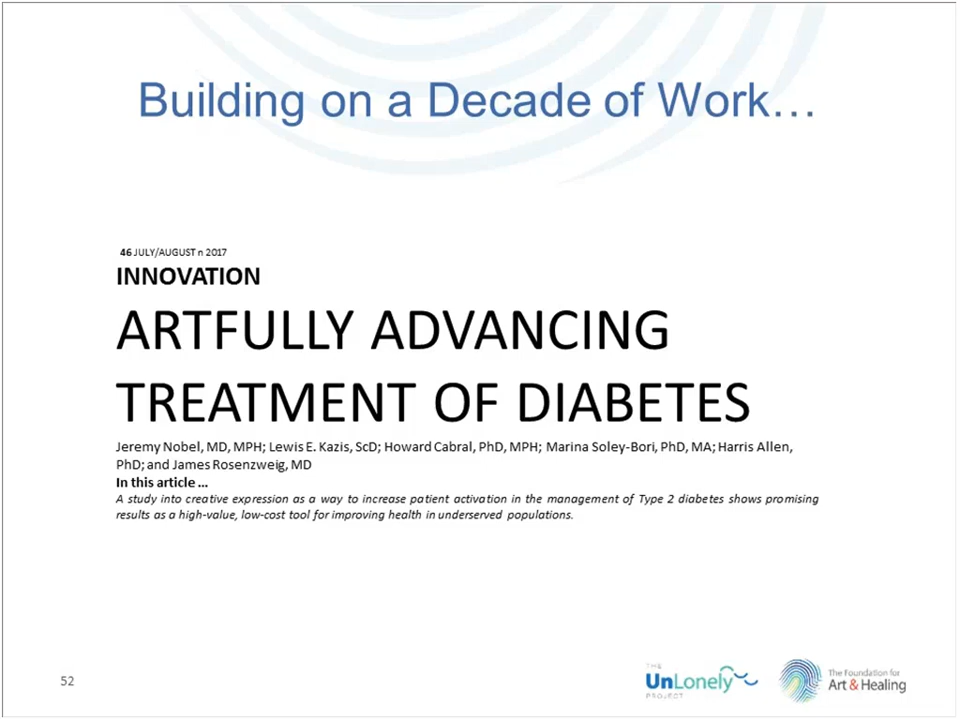 Building on a Decade of Work…
46 JULY/AUGUST n 2017
INNOVATION
ARTFULLY ADVANCING
TREATMENT OF DIABETES
Jeremy Nobel, MD, MPH; Lewis E. Kazis, ScD; Howard Cabral, PhD, MPH; Marina Soley-Bori, PhD, MA; Harris Allen,
PhD; and James Rosenzweig, MD
In this article …
A study into creative expression as a way to increase patient activation in the management of Type 2 diabetes shows promising
results as a high-value, low-cost tool for improving health in underserved populations.
52
THE
UnLonely
PROJECT
The Foundation for
Art & Healing